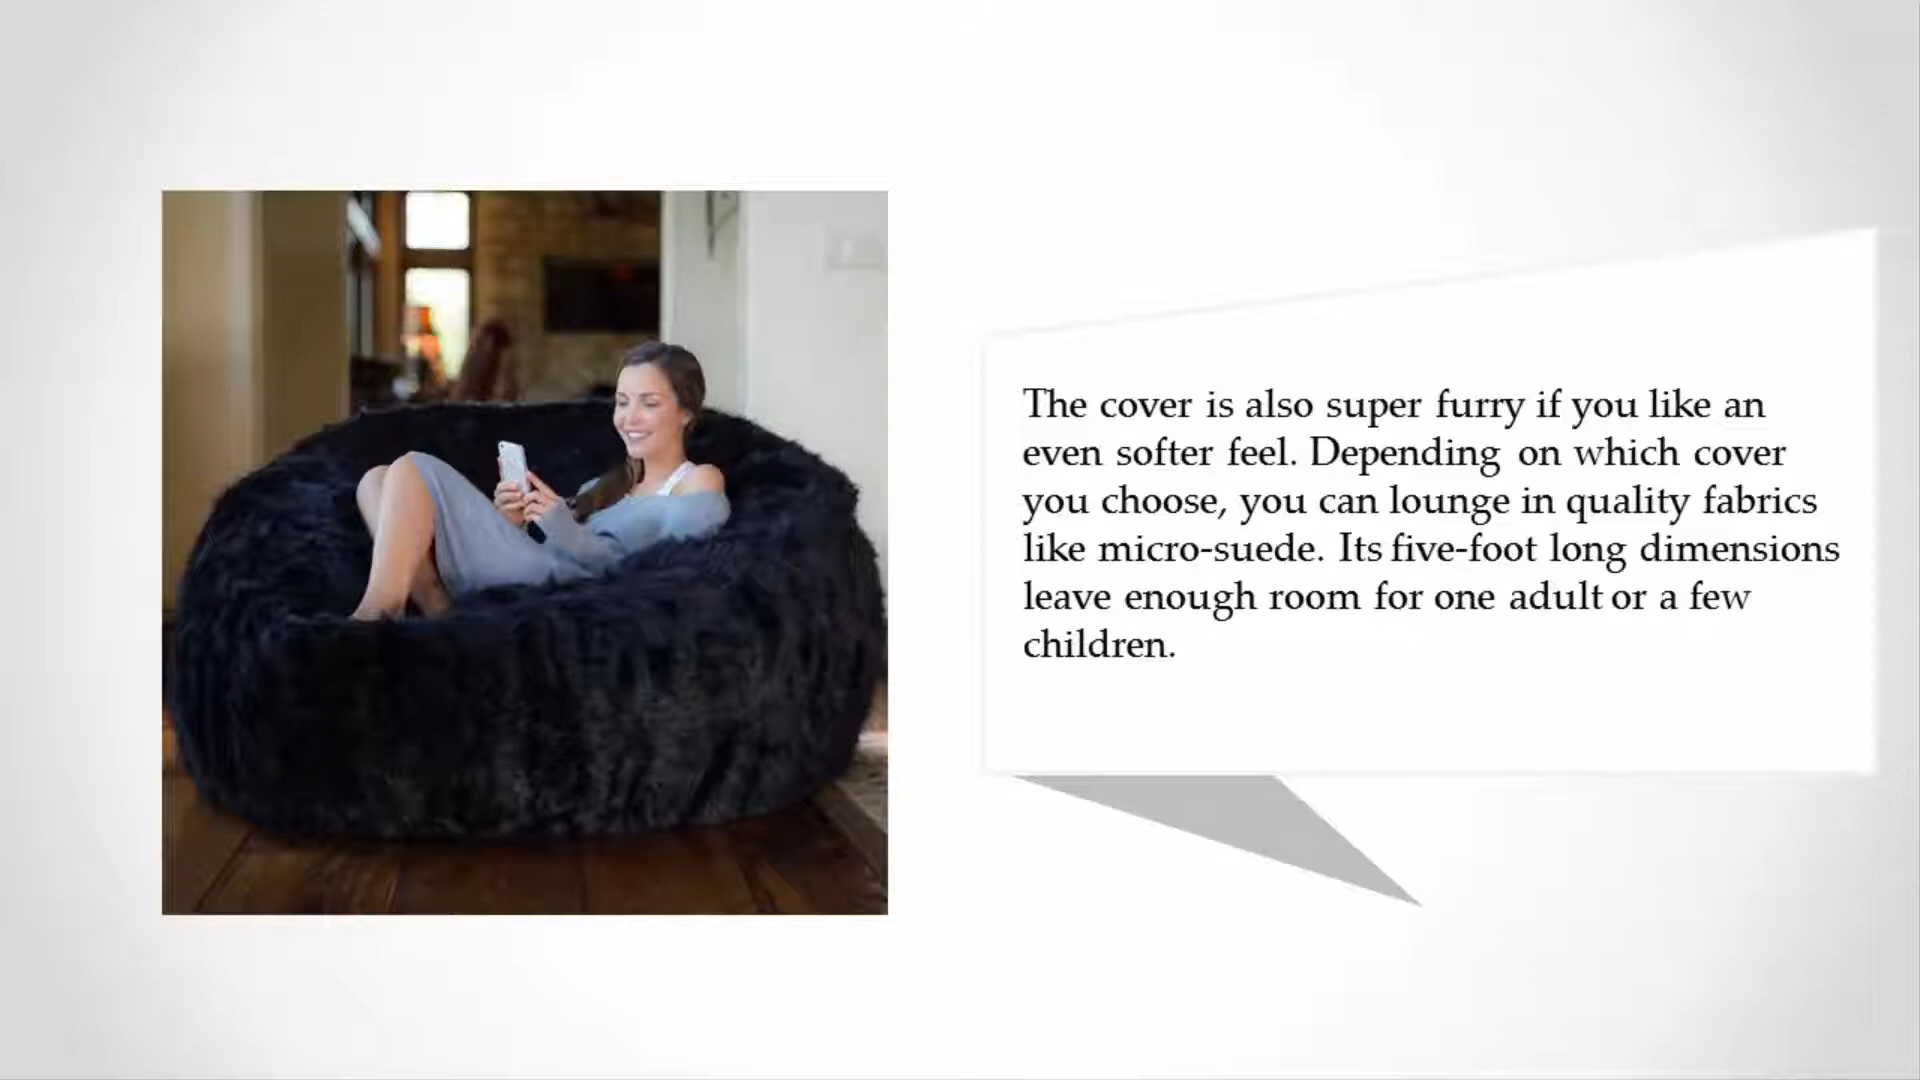 The cover is also super furry if you like an
even softer feel. Depending on which cover
you choose, you can lounge in quality fabrics
like micro-suede. Its five-foot long dimensions
leave enough room for one adult or a few
children.